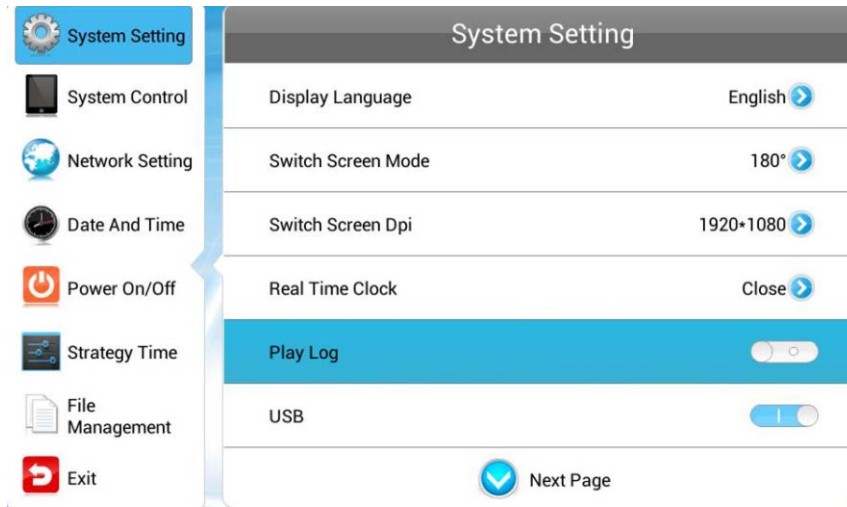 System Setting
System Control
Network Setting
Date And Time
Power On/Off
Strategy Time
File
Management
Exit
System Setting
Display Language English
Switch Screen Mode 180°
Switch Screen Dpi 1920*1080
Real Time Clock Close
Play Log
USB
Next Page